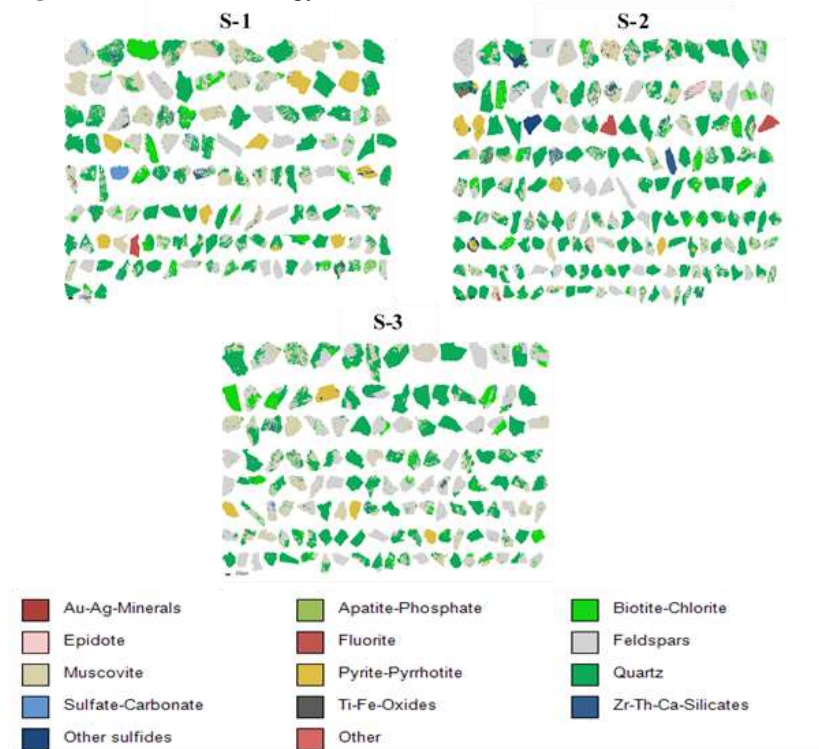 S-1
S-2
S-3
Au-Ag-Minerals
Apatite-Phosphate
Biotite-Chlorite
Epidote
Fluorite
Feldspars
Muscovite
Pyrite-Pyrrhotite
Quartz
Sulfate-Carbonate
Ti-Fe-Oxides
Zr-Th-Ca-Silicates
Other sulfides
Other